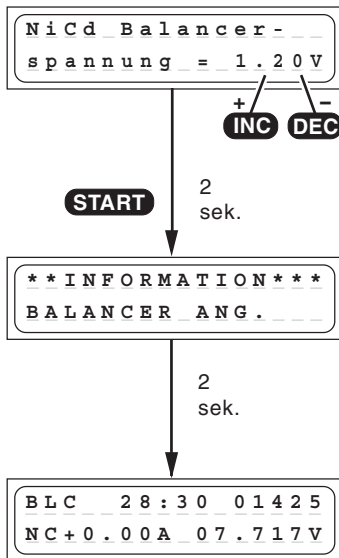 NiCd Balancer-
spannung = 1.20V
+ -
INC DEC
START
2
sek.
**INFORMATION***
BALANCER ANG.
2
sek.
BLC 28:30 01425
NC+0.00A 07.717V